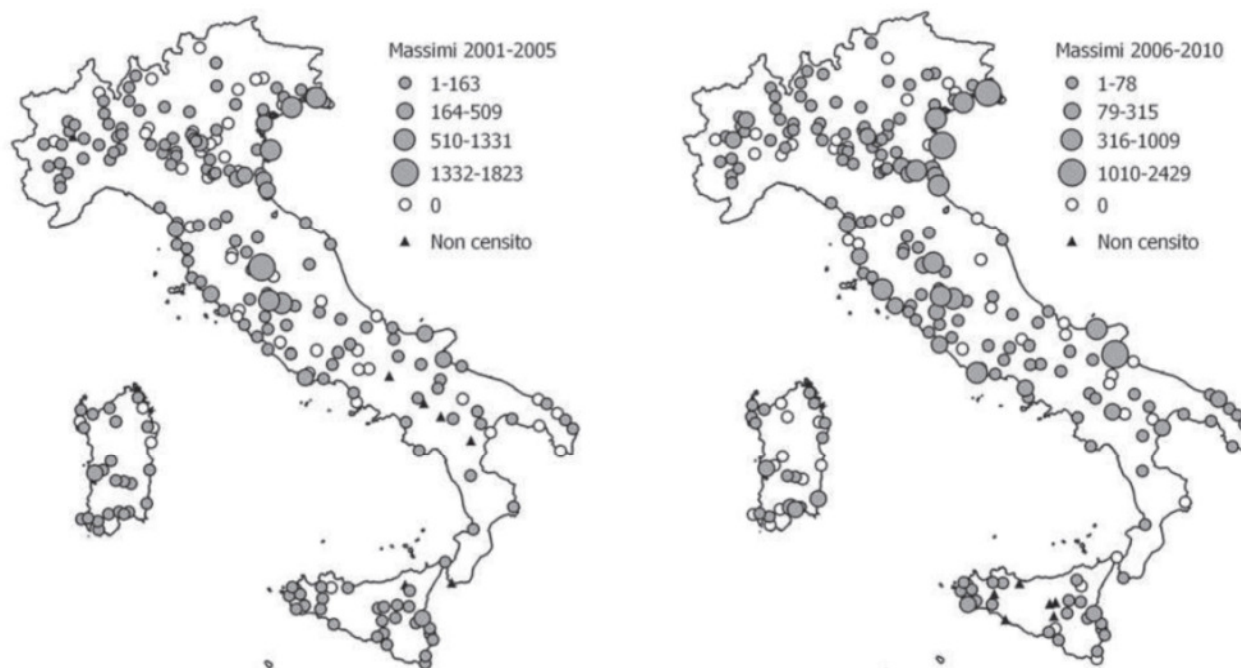 Massimi 2001-2005
1-163
164-509
510-1331
1332-1823
0
Non censito
Massimi 2006-2010
1-78
79-315
316-1009
1010-2429
0
Non censito